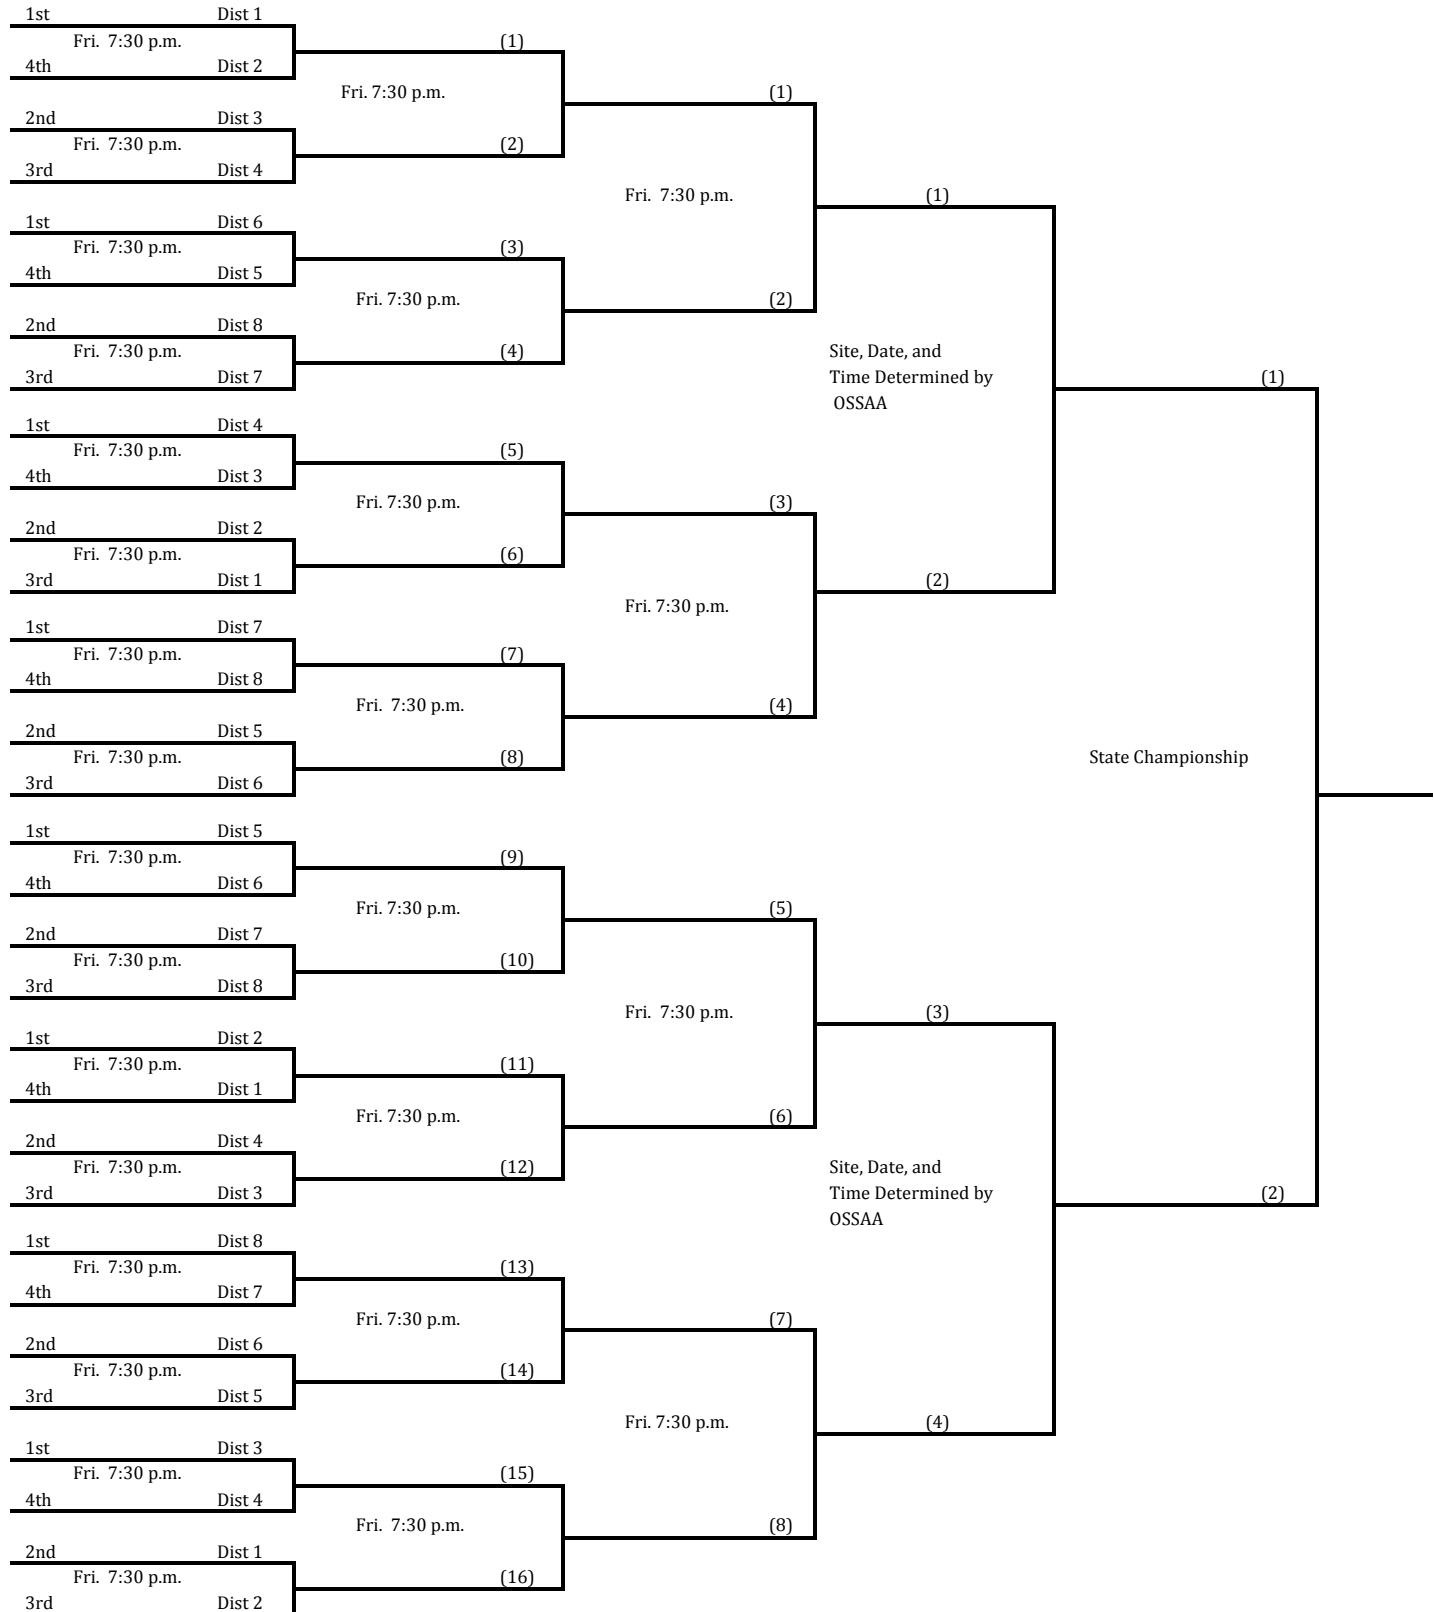 1st Dist 1
Fri. 7:30 p.m. (1)
4th Dist 2
Fri. 7:30 p.m. (1)
2nd Dist 3
Fri. 7:30 p.m. (2)
3rd Dist 4
Fri. 7:30 p.m. (1)
1st Dist 6
Fri. 7:30 p.m. (3)
4th Dist 5
Fri. 7:30 p.m. (2)
2nd Dist 8
Fri. 7:30 p.m. (4) Site, Date, and
3rd Dist 7 Time Determined by (1)
OSSAA
1st Dist 4
Fri. 7:30 p.m. (5)
4th Dist 3
Fri. 7:30 p.m. (3)
2nd Dist 2
Fri. 7:30 p.m. (6)
3rd Dist 1 (2)
Fri. 7:30 p.m.
1st Dist 7
Fri. 7:30 p.m. (7)
4th Dist 8
Fri. 7:30 p.m. (4)
2nd Dist 5
Fri. 7:30 p.m. (8) State Championship
3rd Dist 6
1st Dist 5
Fri. 7:30 p.m. (9)
4th Dist 6
Fri. 7:30 p.m. (5)
2nd Dist 7
Fri. 7:30 p.m. (10)
3rd Dist 8
Fri. 7:30 p.m. (3)
1st Dist 2
Fri. 7:30 p.m. (11)
4th Dist 1
Fri. 7:30 p.m. (6)
2nd Dist 4
Fri. 7:30 p.m. (12) Site, Date, and
3rd Dist 3 Time Determined by (2)
OSSAA
1st Dist 8
Fri. 7:30 p.m. (13)
4th Dist 7
Fri. 7:30 p.m. (7)
2nd Dist 6
Fri. 7:30 p.m. (14)
3rd Dist 5
Fri. 7:30 p.m. (4)
1st Dist 3
Fri. 7:30 p.m. (15)
4th Dist 4
Fri. 7:30 p.m. (8)
2nd Dist 1
Fri. 7:30 p.m. (16)
3rd Dist 2